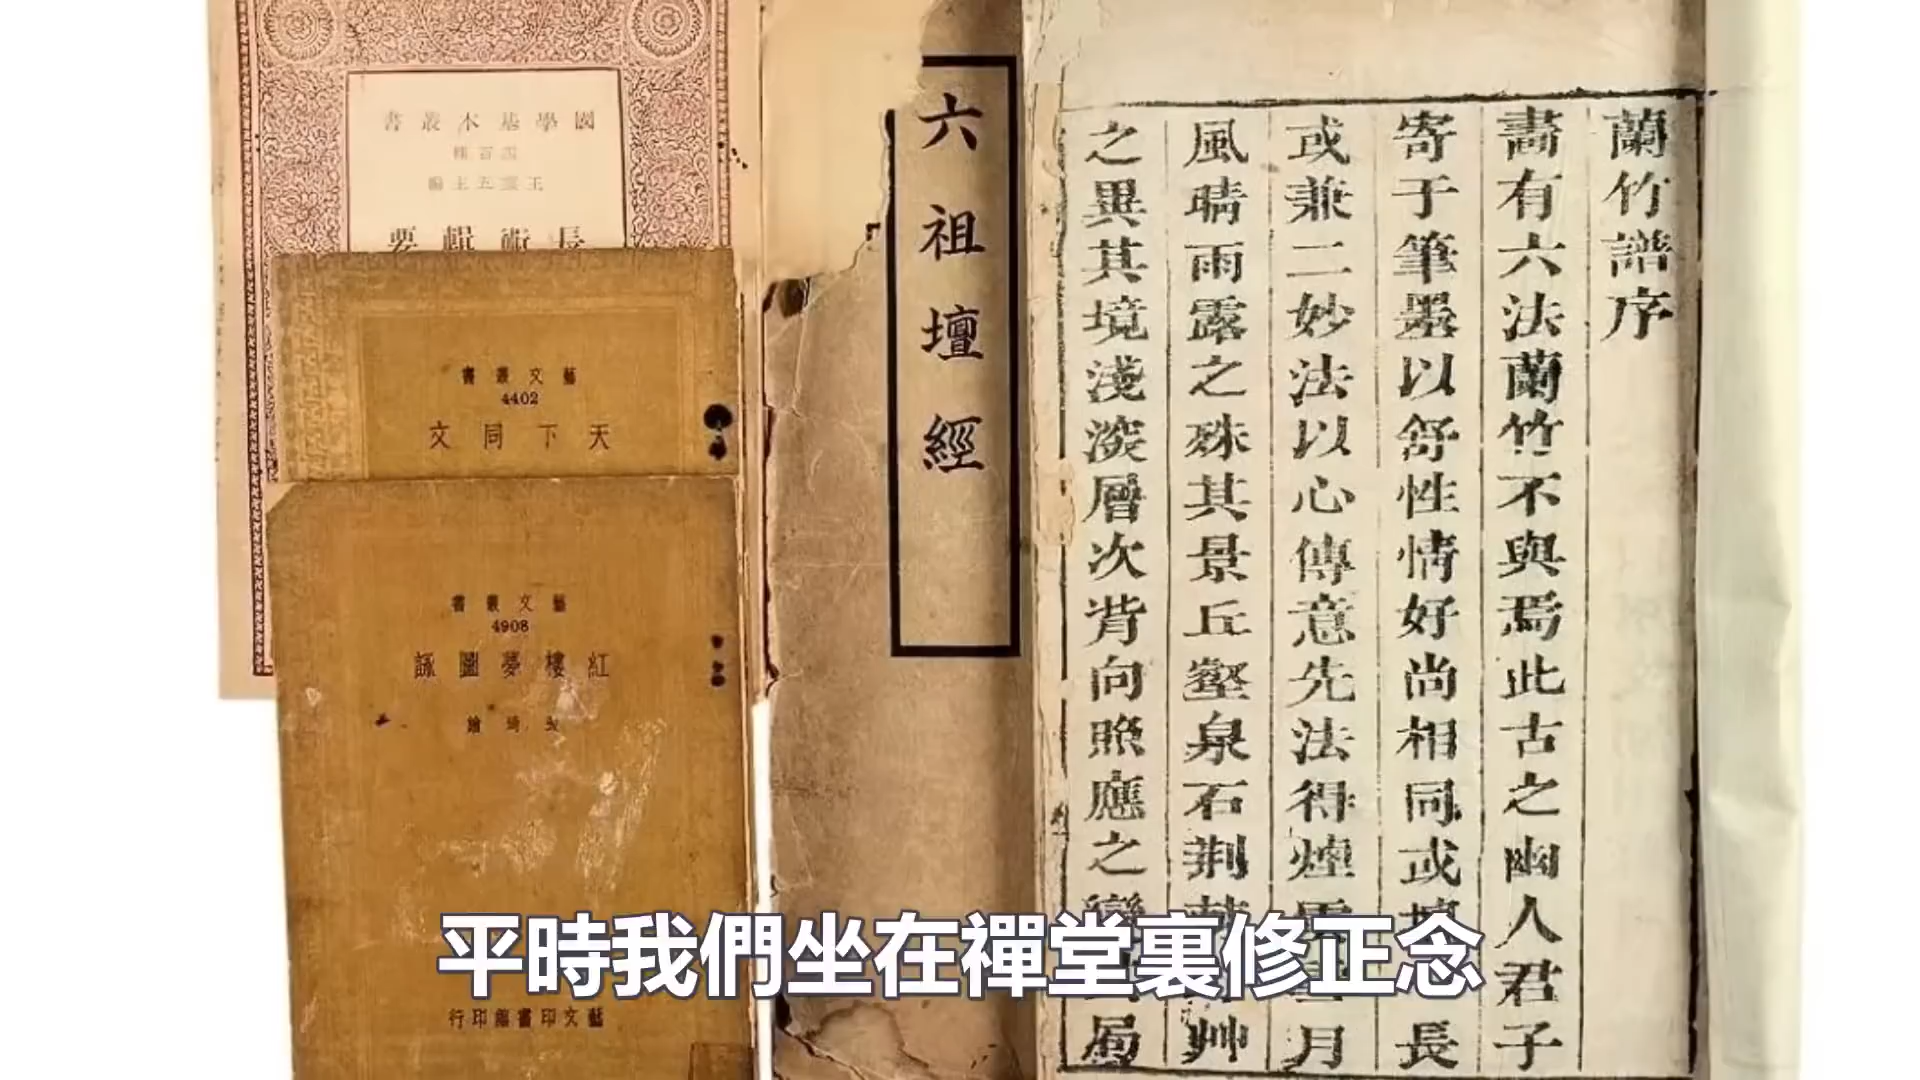 國學基本叢書
四百種
王雲五主編
長術輯要
藝文叢書
4402
天下同文
藝文叢書
4908
紅樓夢圖詠
藝文印書館印行
六祖壇經
蘭竹譜序
畫有六法蘭竹不與焉此古之幽人君子
寄于筆墨以舒性情好尚相同或長
或兼二妙法以心傳意先法得煙月
風晴雨露之殊其景丘壑泉石荆艸
之異其境淺淡層次背向照應之
平時我們坐在禪堂裏修正念